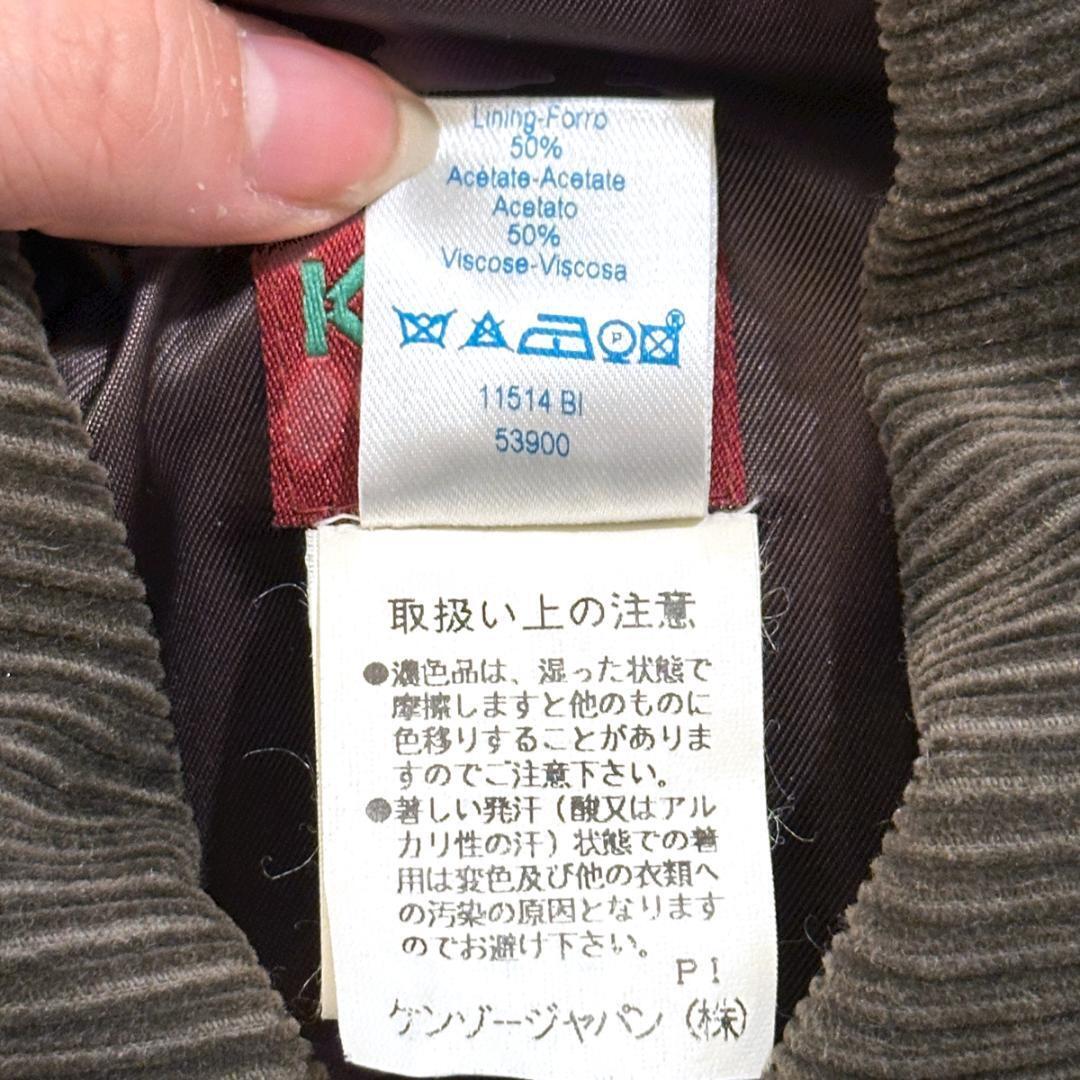 Lining-Forro
50%
Acétate-Acetate
Acetato
50%
Viscose-Viscosa
K
P
11514 BI
53900
取扱い上の注意
●濃色品は、湿った状態で
摩擦しますと他のものに
色移りすることがありま
すのでご注意下さい。
●著しい発汗(酸又はアル
カリ性の汗)状態での着
用は変色及び他の衣類へ
の汚染の原因となります
のでお避け下さい。
P1
ケンゾージャパン(株)